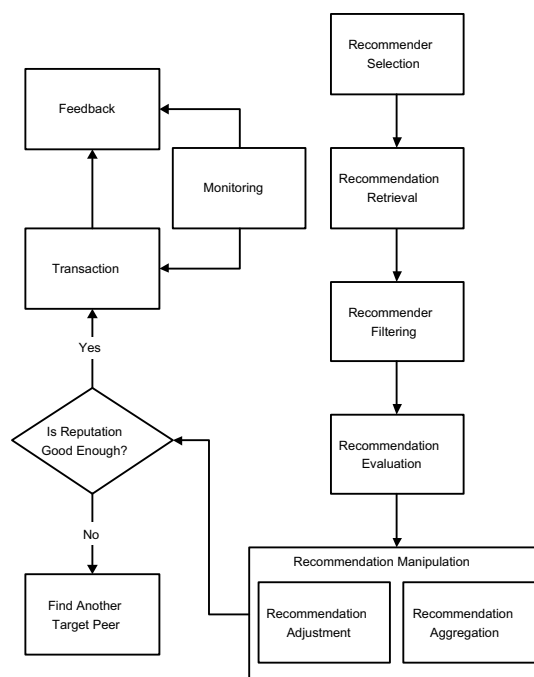 Recommender
Selection
Feedback
Monitoring
Recommendation
Retrieval
Transaction
Recommender
Filtering
Yes
Is Reputation
Good Enough?
Recommendation
Evaluation
No
Recommendation Manipulation
Find Another
Target Peer
Recommendation
Adjustment
Recommendation
Aggregation